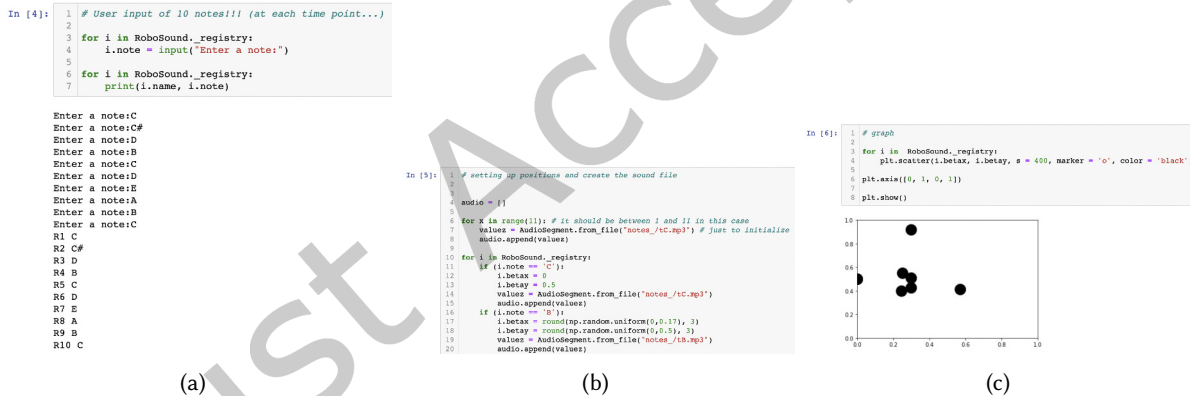 In [4]:
1 # User input of 10 notes!!! (at each time point...)
2
3 for i in RoboSound._registry:
4     i.note = input("Enter a note:")
5
6 for i in RoboSound._registry:
7     print(i.name, i.note)
Enter a note:C
Enter a note:C#
Enter a note:D
Enter a note:B
Enter a note:C
Enter a note:D
Enter a note:E
Enter a note:A
Enter a note:B
Enter a note:C
R1 C
R2 C#
R3 D
R4 B
R5 C
R6 D
R7 E
R8 A
R9 B
R10 C
(a)
In [5]:
1 # setting up positions and create the sound file
2
3
4 audio = []
5
6 for x in range(11): # it should be between 1 and 11 in this case
7     valuez = AudioSegment.from_file("notes_/tC.mp3") # just to initialize
8     audio.append(valuez)
9
10 for i in RoboSound._registry:
11     if (i.note == 'C'):
12         i.betax = 0
13         i.betay = 0.5
14         valuez = AudioSegment.from_file("notes_/tC.mp3")
15         audio.append(valuez)
16     if (i.note == 'B'):
17         i.betax = round(np.random.uniform(0,0.17), 3)
18         i.betay = round(np.random.uniform(0,0.5), 3)
19         valuez = AudioSegment.from_file("notes_/tB.mp3")
20         audio.append(valuez)
(b)
In [6]:
1 # graph
2
3 for i in  RoboSound._registry:
4     plt.scatter(i.betax, i.betay, s = 400, marker = 'o', color = 'black'
5
6 plt.axis([0, 1, 0, 1])
7
8 plt.show()
1.0
0.8
0.6
0.4
0.2
0.0
0.0 0.2 0.4 0.6 0.8 1.0
(c)
ust Acce